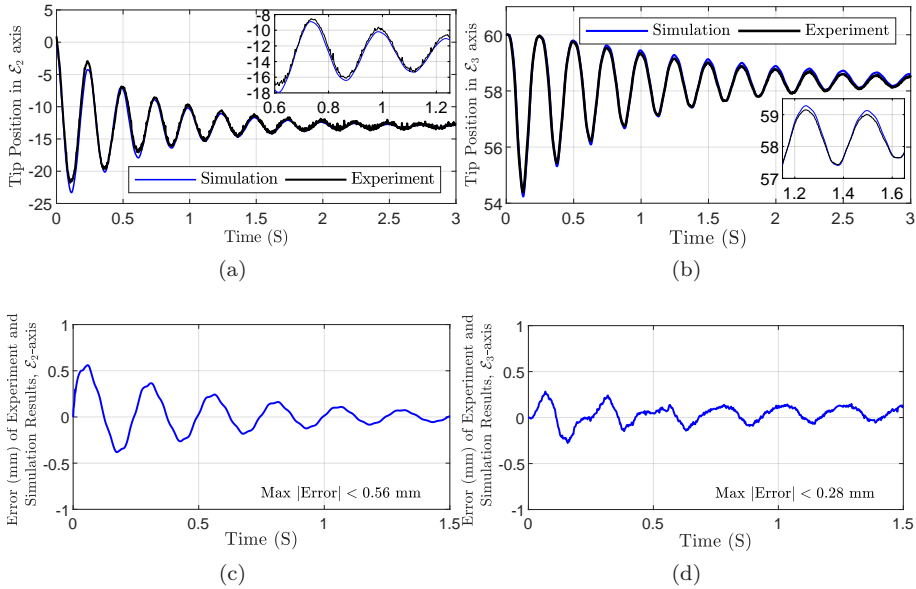 Tip Position in ℰ₂ axis
5
0
-5
-10
-15
-20
-25
0 0.5 1 1.5 2 2.5 3
Time (S)
Simulation Experiment
-8
-10
-12
-14
-16
-18
0.6 0.8 1 1.2
(a)
Tip Position in ℰ₃ axis
60
58
56
54
0 0.5 1 1.5 2 2.5 3
Time (S)
Simulation Experiment
59
58
57
1.2 1.4 1.6
(b)
Error (mm) of Experiment and
Simulation Results, ℰ₂-axis
1
0.5
0
-0.5
-1
0 0.5 1 1.5
Time (S)
Max |Error| < 0.56 mm
(c)
Error (mm) of Experiment and
Simulation Results, ℰ₃-axis
1
0.5
0
-0.5
-1
0 0.5 1 1.5
Time (S)
Max |Error| < 0.28 mm
(d)